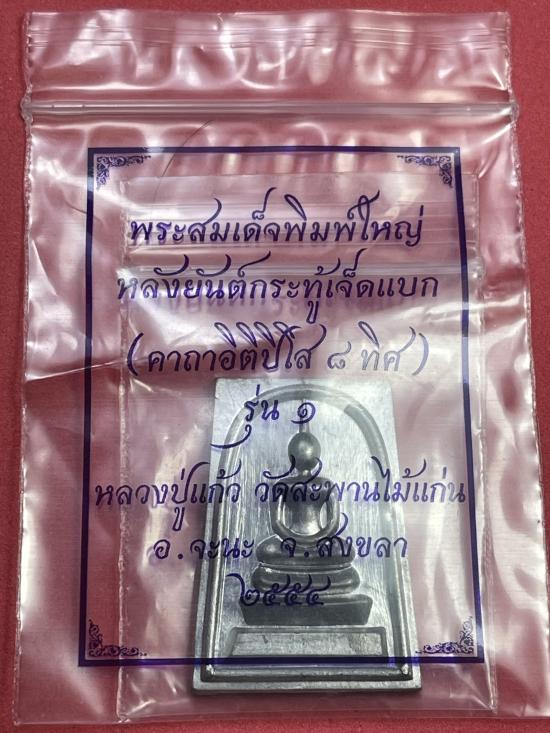 พระสมเด็จพิมพ์ใหญ่
หลังยันต์กระทู้เจ็ดแบก
(คาถาอิติปิโส ๘ ทิศ)
รุ่น ๑
หลวงปู่แก้ว วัดสะพานไม้แก่น
อ.จะนะ จ.สงขลา
๒๕๕๔